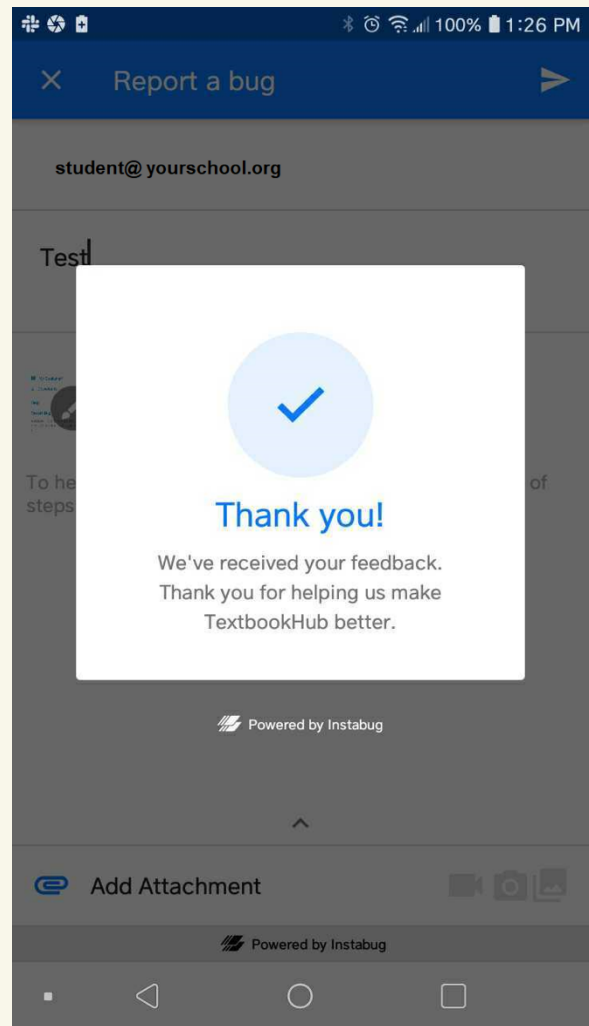 100% 1:26 PM
Report a bug
student@ yourschool.org
Test
To he
of
steps
Thank you!
We've received your feedback.
Thank you for helping us make
TextbookHub better.
Powered by Instabug
Add Attachment
Powered by Instabug